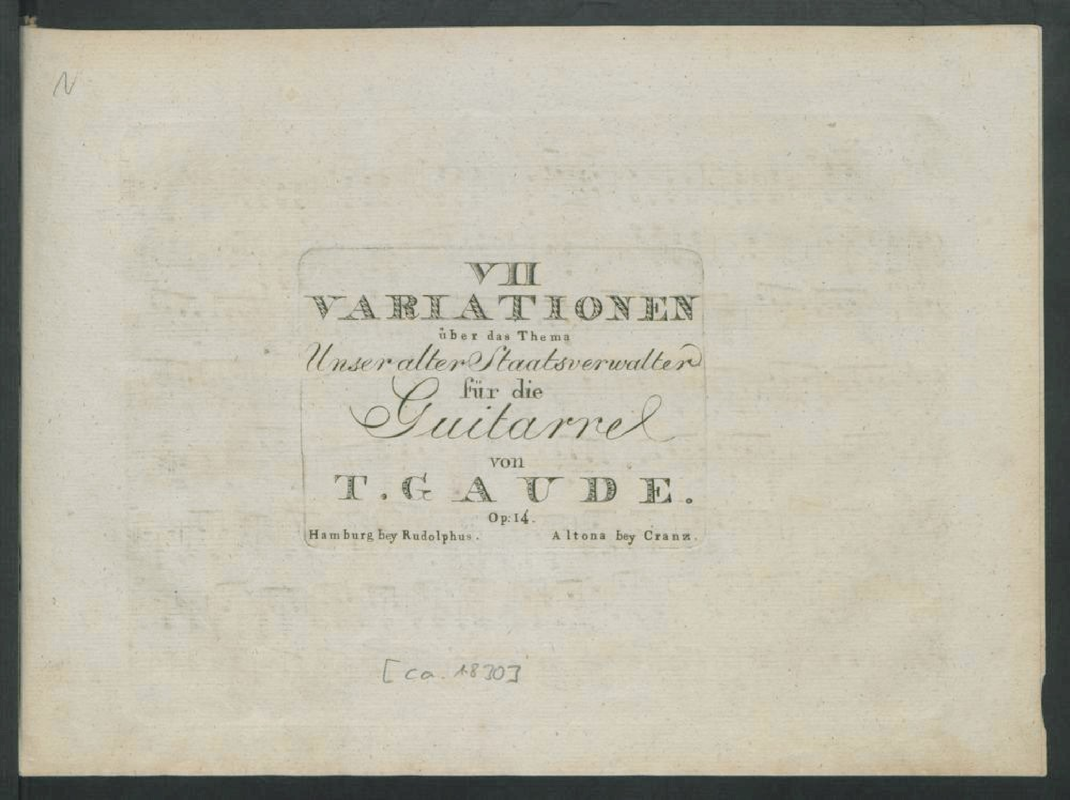 N
VII
VARIATIONEN
über das Thema
Unser alter Staatsverwalter
für die
Guitarre
von
T. GAUDE.
Op: 14.
Hamburg bey Rudolphus. Altona bey Cranz.
[ca. 1830]